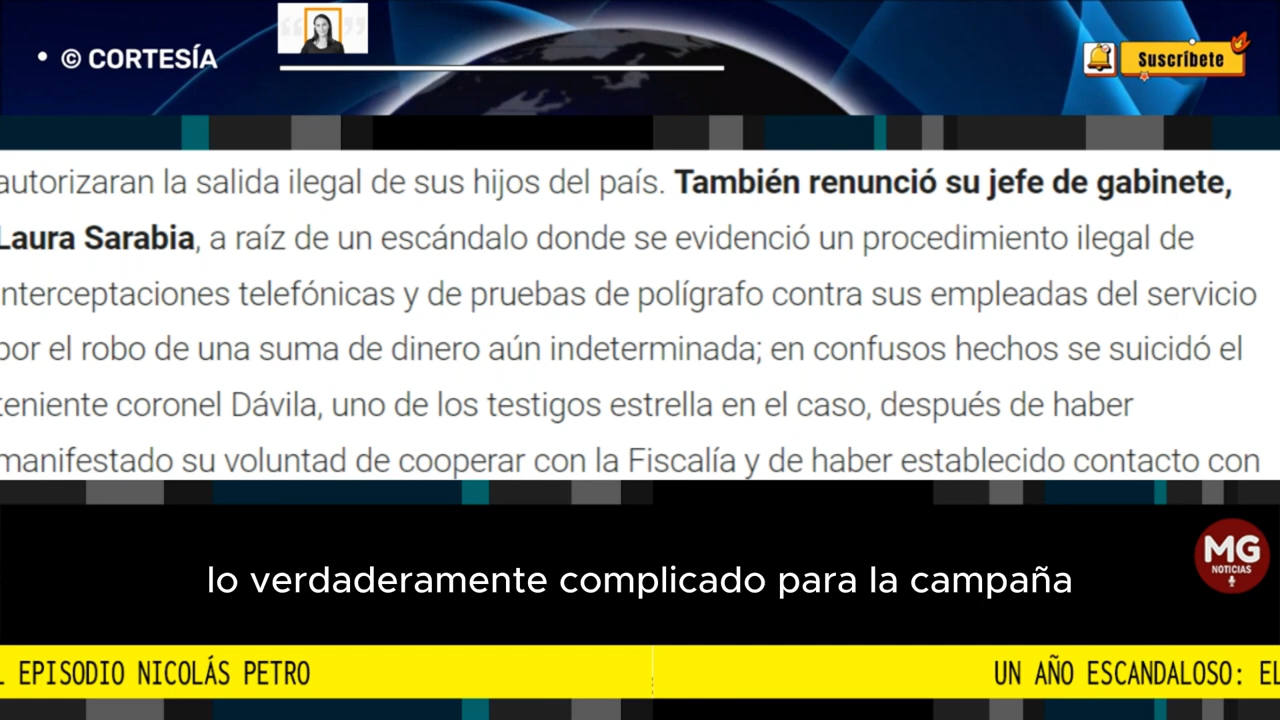 • © CORTESÍA
Suscríbete
autorizaran la salida ilegal de sus hijos del país. También renunció su jefe de gabinete,
Laura Sarabia, a raíz de un escándalo donde se evidenció un procedimiento ilegal de
nterceptaciones telefónicas y de pruebas de polígrafo contra sus empleadas del servicio
por el robo de una suma de dinero aún indeterminada; en confusos hechos se suicidó el
teniente coronel Dávila, uno de los testigos estrella en el caso, después de haber
manifestado su voluntad de cooperar con la Fiscalía y de haber establecido contacto con
MG
NOTICIAS
lo verdaderamente complicado para la campaña
L EPISODIO NICOLÁS PETRO
UN AÑO ESCANDALOSO: EL